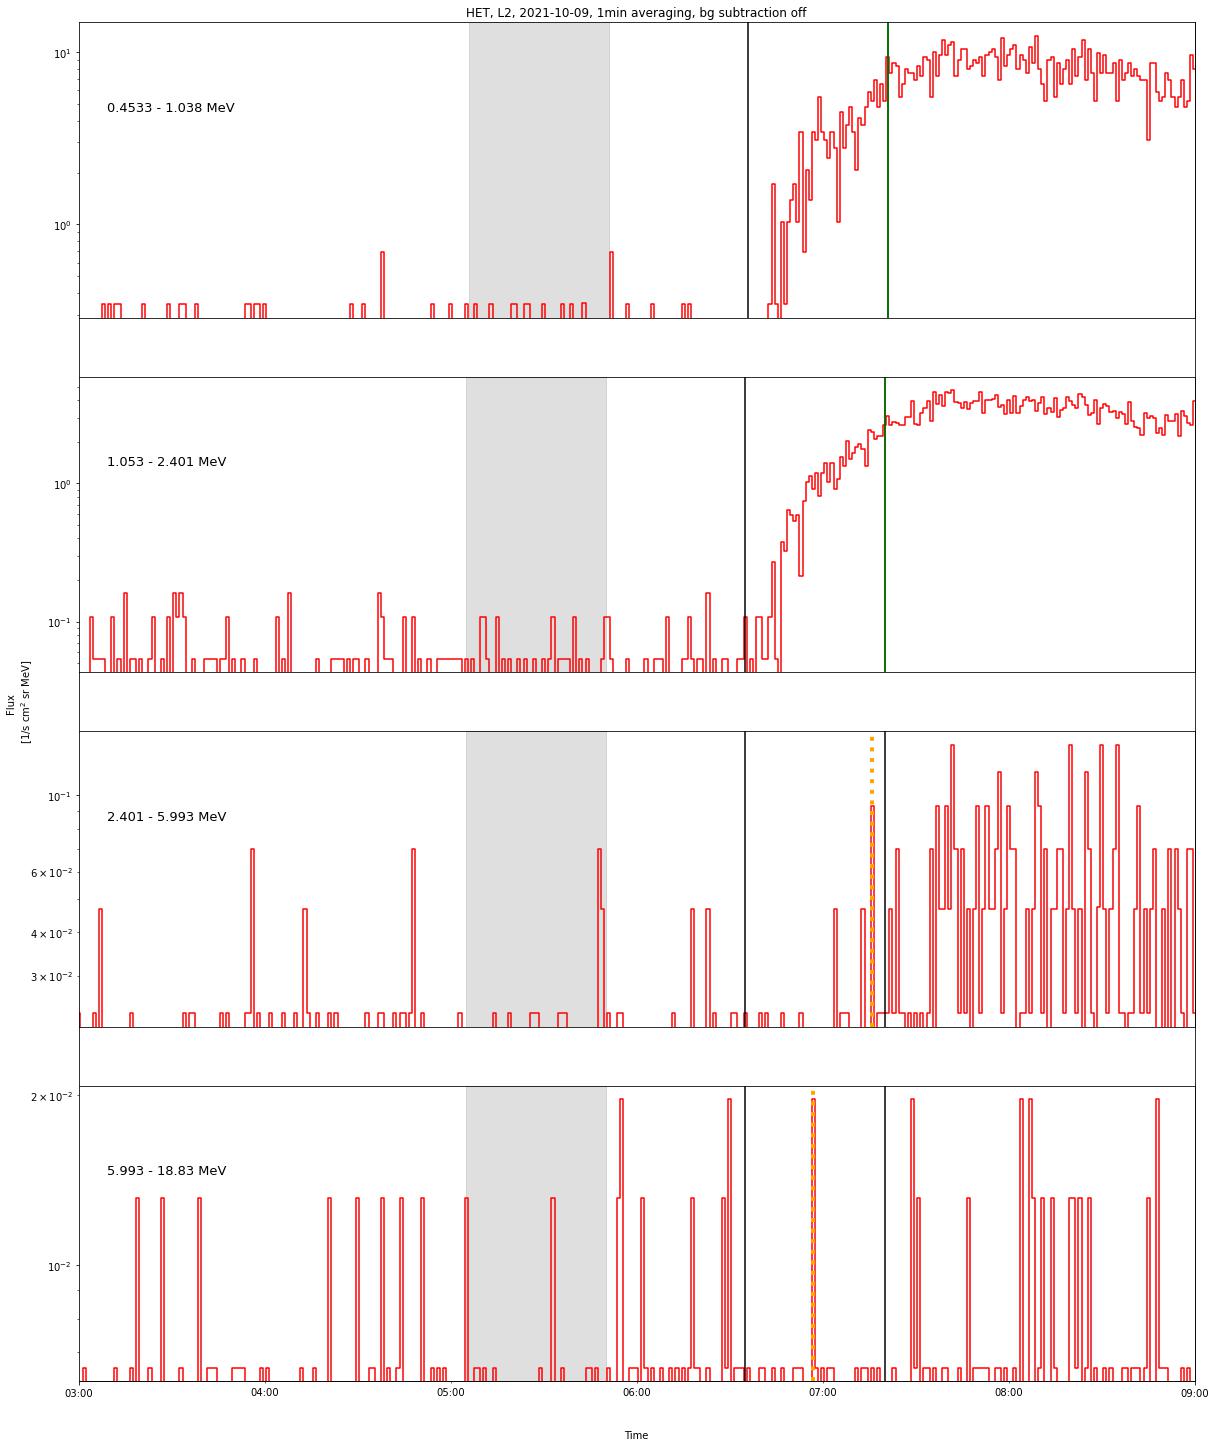 HET, L2, 2021-10-09, 1min averaging, bg subtraction off
10¹
10⁰
0.4533 - 1.038 MeV
10⁰
10⁻¹
1.053 - 2.401 MeV
Flux
[1/s cm² sr MeV]
10⁻¹
6 × 10⁻²
4 × 10⁻²
3 × 10⁻²
2.401 - 5.993 MeV
2 × 10⁻²
10⁻²
5.993 - 18.83 MeV
03:00 04:00 05:00 06:00 07:00 08:00 09:00
Time